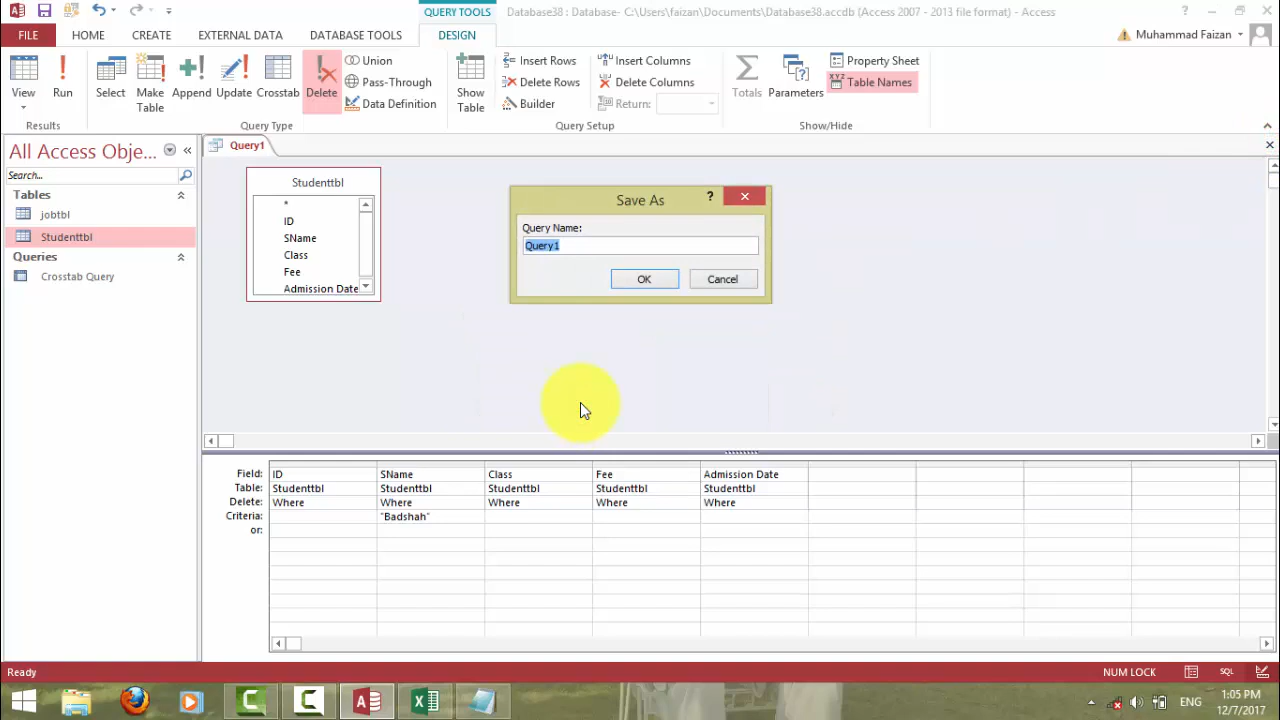 QUERY TOOLS
Database38 : Database- C:\Users\faizan\Documents\Database38.accdb (Access 2007 - 2013 file format) - Access
FILE HOME CREATE EXTERNAL DATA DATABASE TOOLS DESIGN
Muhammad Faizan
View Run
Select Make Table Append Update Crosstab Delete
Union
Pass-Through
Data Definition
Show Table
Insert Rows
Delete Rows
Builder
Insert Columns
Delete Columns
Return:
Totals Parameters
Property Sheet
Table Names
Results Query Type Query Setup Show/Hide
All Access Obje...
Search...
Tables
jobtbl
Studenttbl
Queries
Crosstab Query
Query1
Studenttbl
*
ID
SName
Class
Fee
Admission Date
Save As
?
Query Name:
Query1
OK Cancel
Field: ID SName Class Fee Admission Date
Table: Studenttbl Studenttbl Studenttbl Studenttbl Studenttbl
Delete: Where Where Where Where Where
Criteria: "Badshah"
or:
Ready NUM LOCK SQL
ENG
1:05 PM
12/7/2017